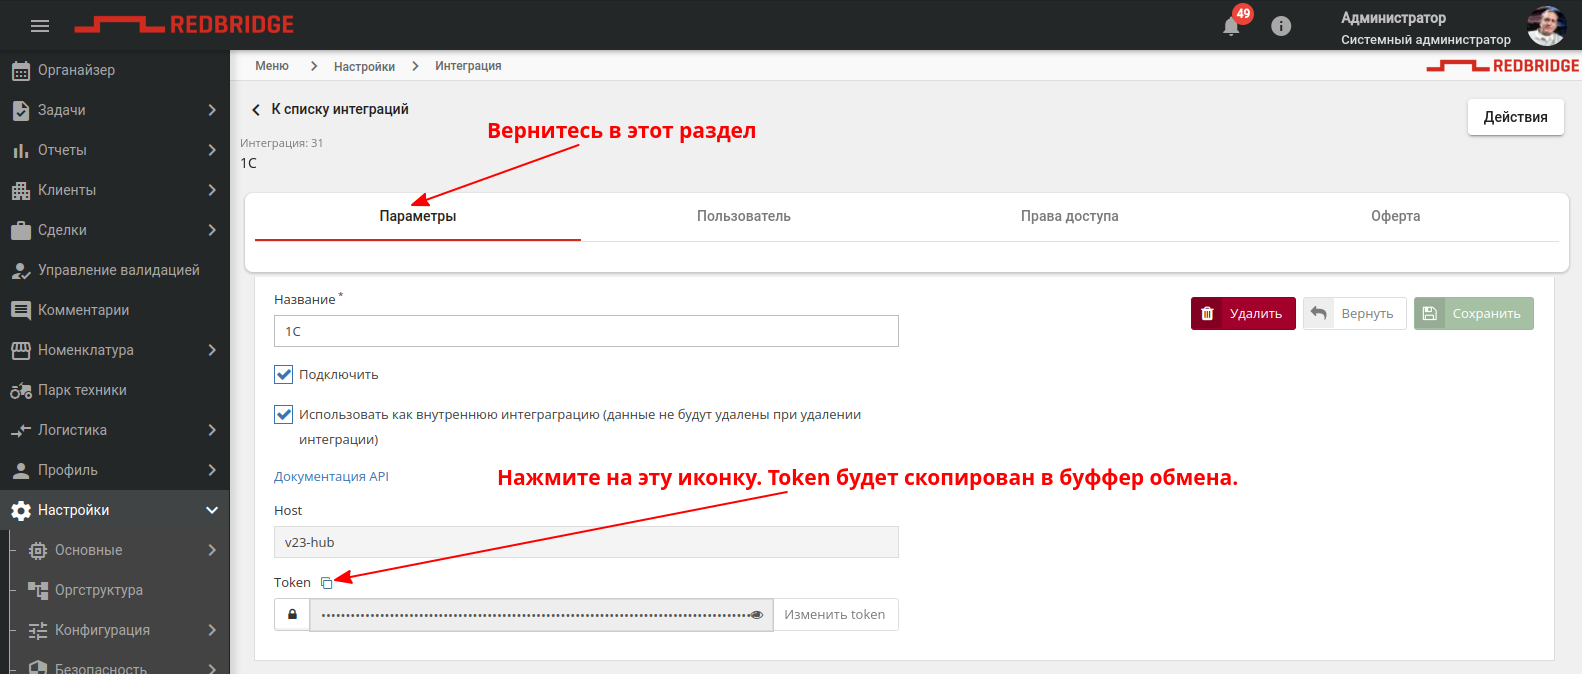 REDBRIDGE
49
Администратор
Системный администратор
Органайзер
Задачи
Отчеты
Клиенты
Сделки
Управление валидацией
Комментарии
Номенклатура
Парк техники
Логистика
Профиль
Настройки
Основные
Оргструктура
Конфигурация
Безопасность
Меню > Настройки > Интеграция
REDBRIDGE
К списку интеграций
Действия
Вернитесь в этот раздел
Интеграция: 31
1С
Параметры Пользователь Права доступа Оферта
Название *
1С
Удалить Вернуть Сохранить
Подключить
Использовать как внутреннюю интеграграцию (данные не будут удалены при удалении
интеграции)
Документация API
Нажмите на эту иконку. Token будет скопирован в буффер обмена.
Host
v23-hub
Token
Изменить token